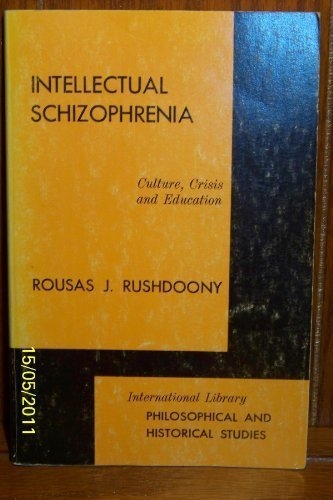 INTELLECTUAL
SCHIZOPHRENIA
Culture, Crisis
and Education
ROUSAS J. RUSHDOONY
International Library
PHILOSOPHICAL AND
HISTORICAL STUDIES
15/05/2011